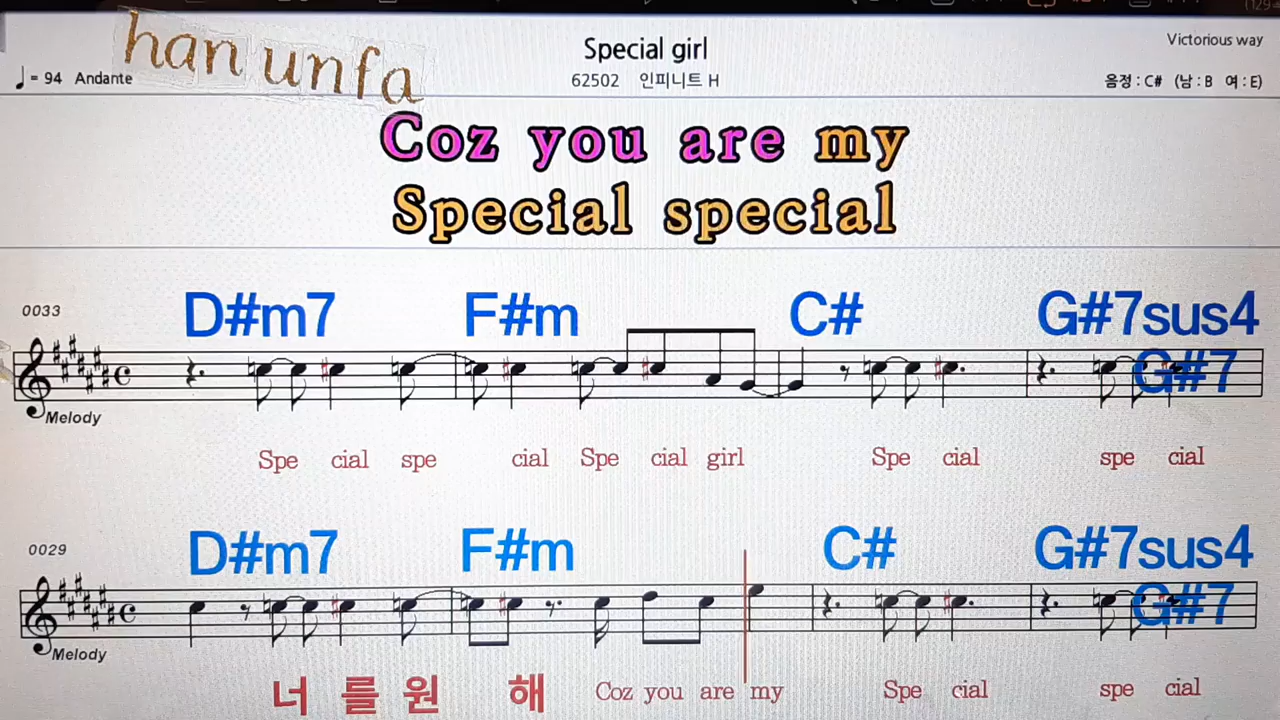 han unfa
Special girl
Victorious way
♩= 94 Andante
62502 인피니트 H
음정 : C# (남 : B 여 : E)
Coz you are my
Special special
0033
D#m7 F#m C# G#7sus4
G#7
Melody
Spe cial spe cial Spe cial girl Spe cial spe cial
0029
D#m7 F#m C# G#7sus4
G#7
Melody
너 를 원 해 Coz you are my Spe cial spe cial